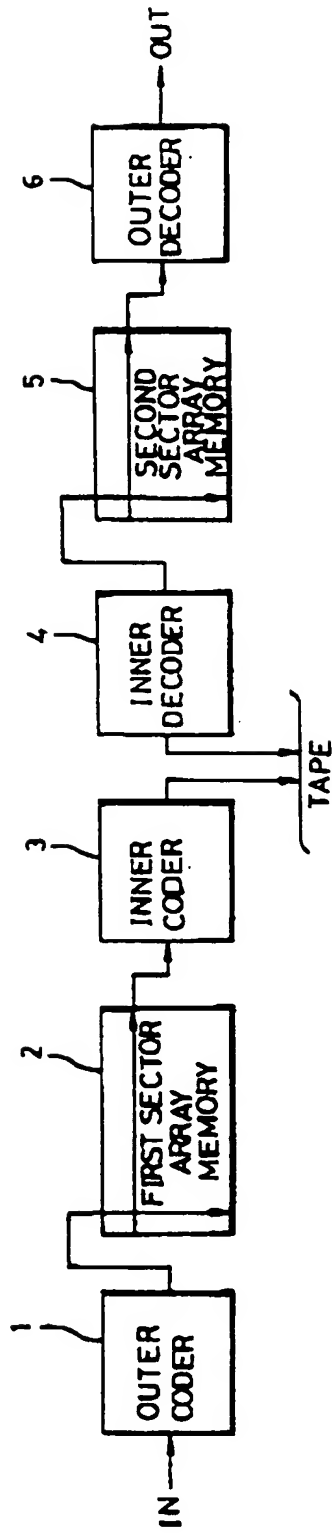 IN
1
OUTER
CODER
2
FIRST SECTOR
ARRAY
MEMORY
3
INNER
CODER
TAPE
4
INNER
DECODER
5
SECOND
SECTOR
ARRAY
MEMORY
6
OUTER
DECODER
OUT